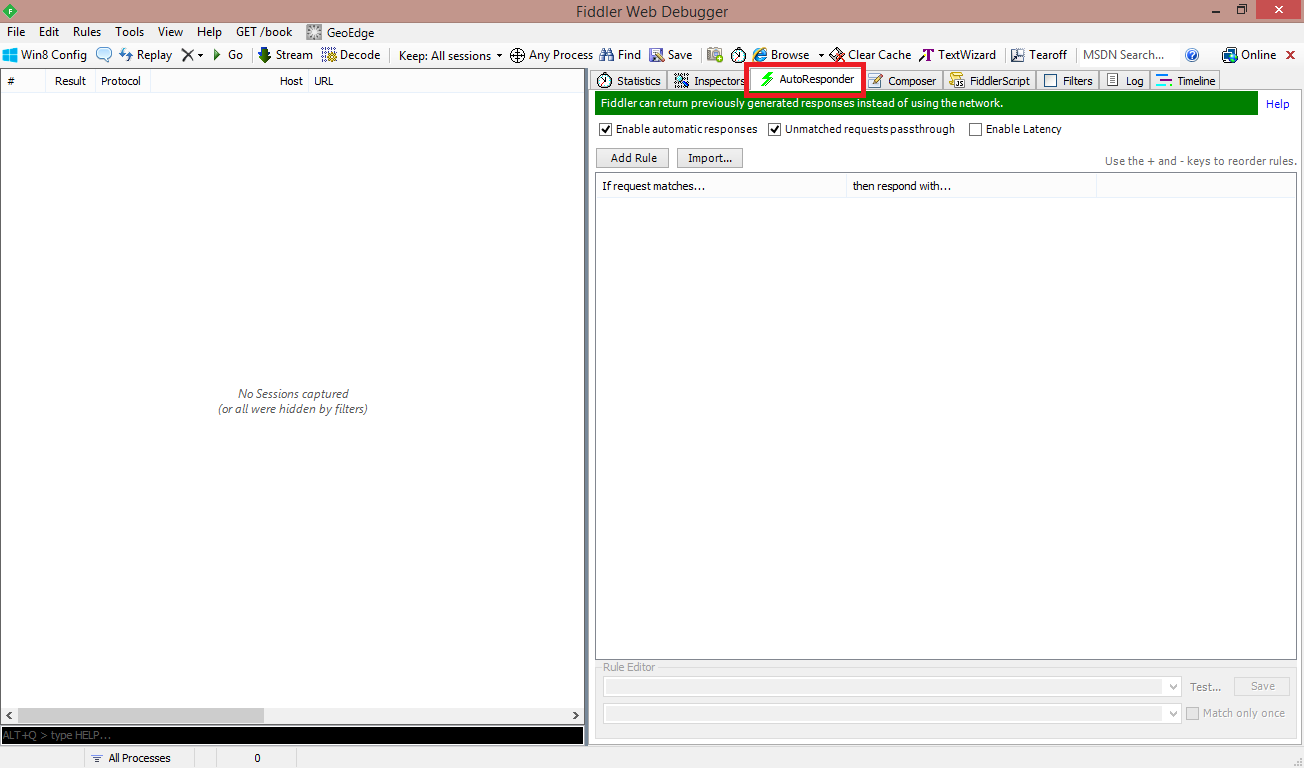 Fiddler Web Debugger
File Edit Rules Tools View Help GET /book GeoEdge
Win8 Config Replay Go Stream Decode Keep: All sessions Any Process Find Save Browse Clear Cache TextWizard Tearoff MSDN Search... Online
# Result Protocol Host URL
Statistics Inspectors AutoResponder Composer FiddlerScript Filters Log Timeline
Fiddler can return previously generated responses instead of using the network. Help
Enable automatic responses Unmatched requests passthrough Enable Latency
Add Rule Import... Use the + and - keys to reorder rules.
If request matches... then respond with...
No Sessions captured
(or all were hidden by filters)
Rule Editor
Test... Save
Match only once
ALT+Q > type HELP...
All Processes 0